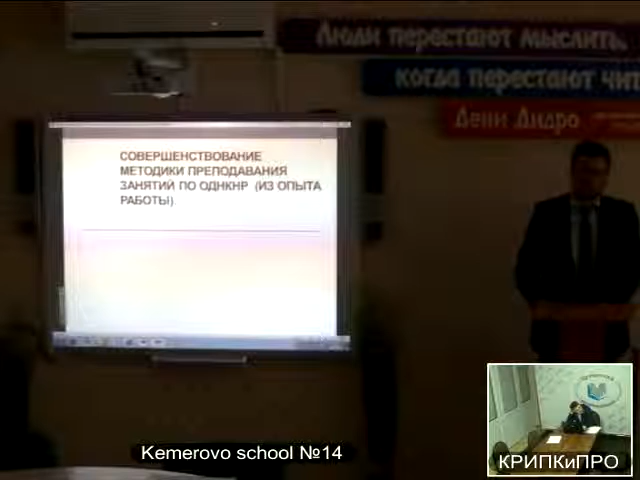 Люди перестают мыслить,
когда перестают чит
Дени Дидро
СОВЕРШЕНСТВОВАНИЕ
МЕТОДИКИ ПРЕПОДАВАНИЯ
ЗАНЯТИЙ ПО ОДНКНР (ИЗ ОПЫТА
РАБОТЫ)
Kemerovo school №14
КРИПКиПРО